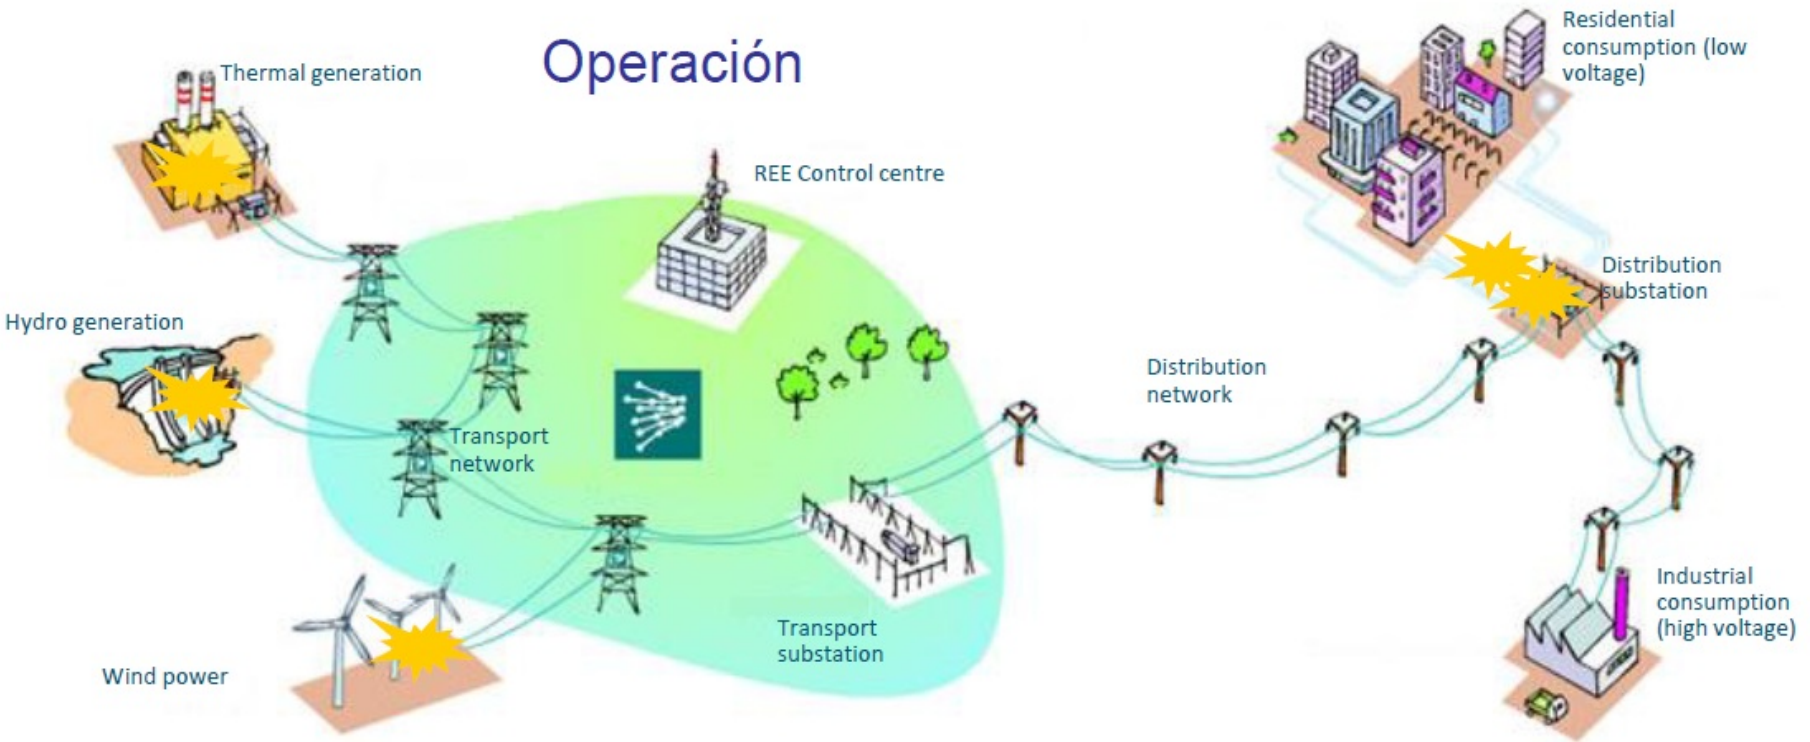 Operación
Thermal generation
Residential
consumption (low
voltage)
REE Control centre
Hydro generation
Distribution
substation
Transport
network
Distribution
network
Transport
substation
Wind power
Industrial
consumption
(high voltage)